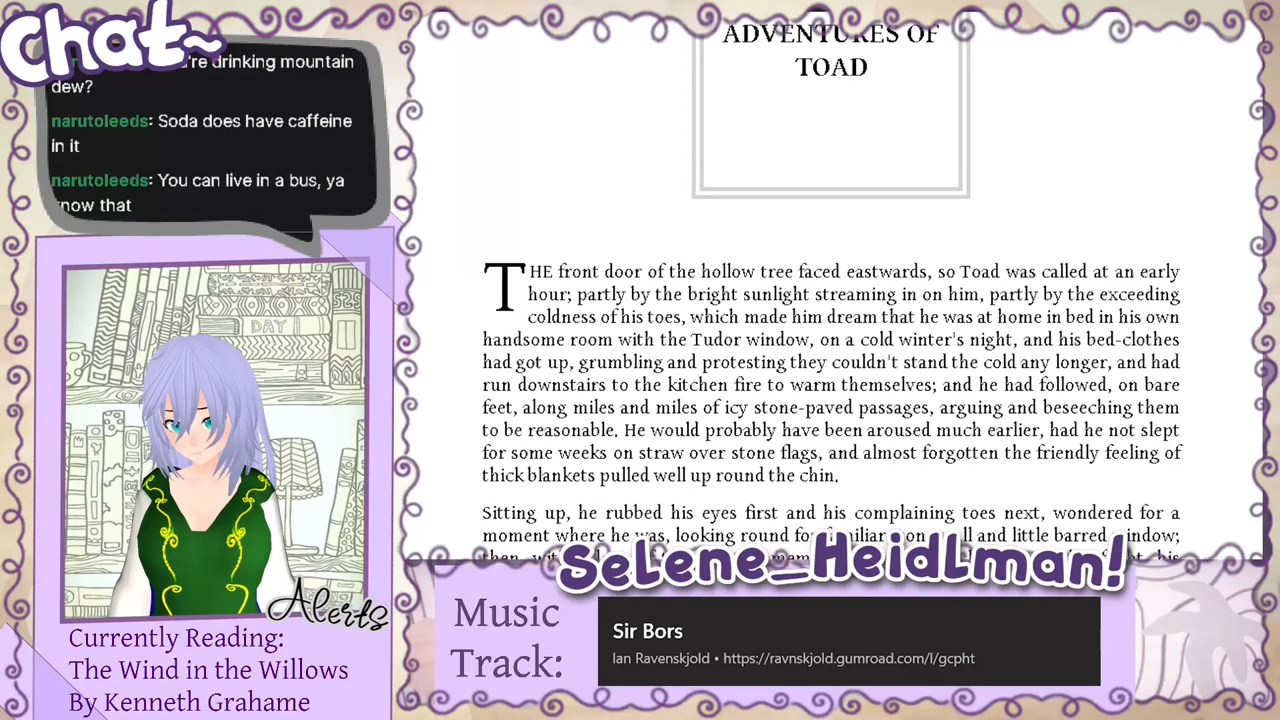 Chat~
're drinking mountain
dew?
narutoleeds: Soda does have caffeine
in it
narutoleeds: You can live in a bus, ya
know that
DAY
Alerts
Currently Reading:
The Wind in the Willows
By Kenneth Grahame
ADVENTURES OF
TOAD
THE front door of the hollow tree faced eastwards, so Toad was called at an early
hour; partly by the bright sunlight streaming in on him, partly by the exceeding
coldness of his toes, which made him dream that he was at home in bed in his own
handsome room with the Tudor window, on a cold winter's night, and his bed-clothes
had got up, grumbling and protesting they couldn't stand the cold any longer, and had
run downstairs to the kitchen fire to warm themselves; and he had followed, on bare
feet, along miles and miles of icy stone-paved passages, arguing and beseeching them
to be reasonable. He would probably have been aroused much earlier, had he not slept
for some weeks on straw over stone flags, and almost forgotten the friendly feeling of
thick blankets pulled well up round the chin.
Sitting up, he rubbed his eyes first and his complaining toes next, wondered for a
moment where he was, looking round for familiar stone wall and little barred window;
Selene_Heidlman!
Music
Track:
Sir Bors
Ian Ravenskjold • https://ravnskjold.gumroad.com/l/gcpht